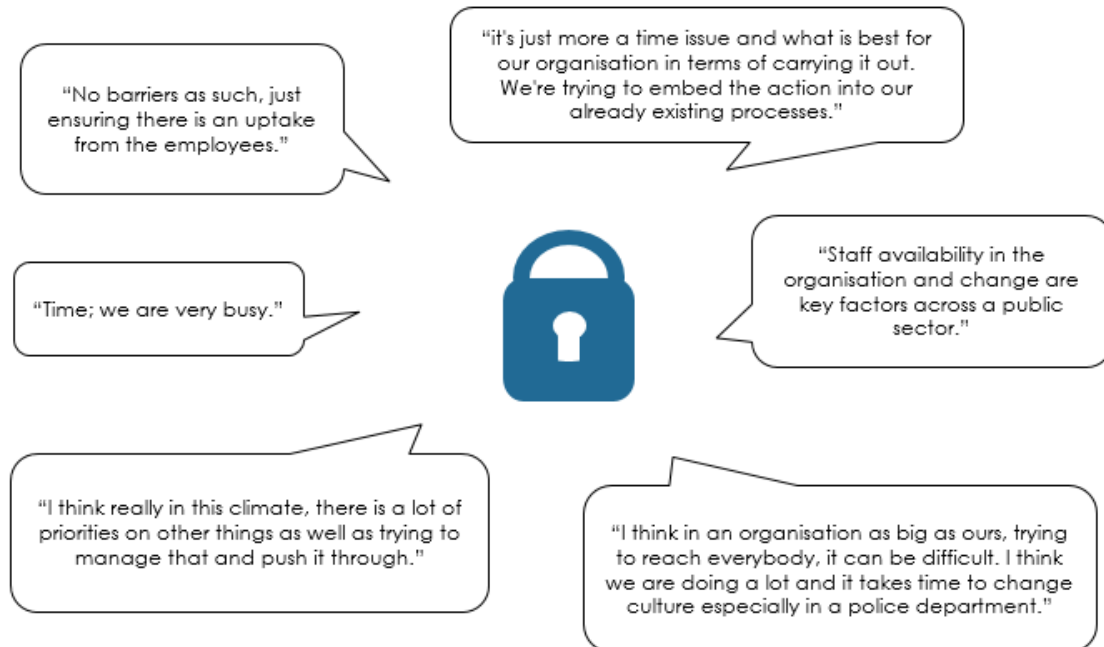 “No barriers as such, just
ensuring there is an uptake
from the employees.”
“it's just more a time issue and what is best for
our organisation in terms of carrying it out.
We're trying to embed the action into our
already existing processes.”
“Time; we are very busy.”
“Staff availability in the
organisation and change are
key factors across a public
sector.”
“I think really in this climate, there is a lot of
priorities on other things as well as trying to
manage that and push it through.”
“I think in an organisation as big as ours, trying
to reach everybody, it can be difficult. I think
we are doing a lot and it takes time to change
culture especially in a police department.”